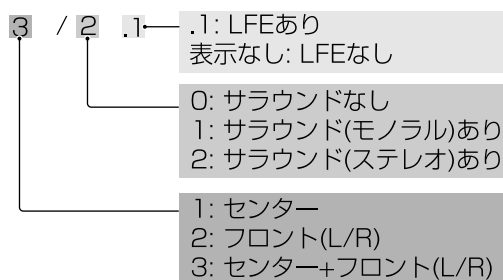 3 / 2 .1
.1: LFEあり
表示なし: LFEなし
0: サラウンドなし
1: サラウンド(モノラル)あり
2: サラウンド(ステレオ)あり
1: センター
2: フロント(L/R)
3: センター+フロント(L/R)